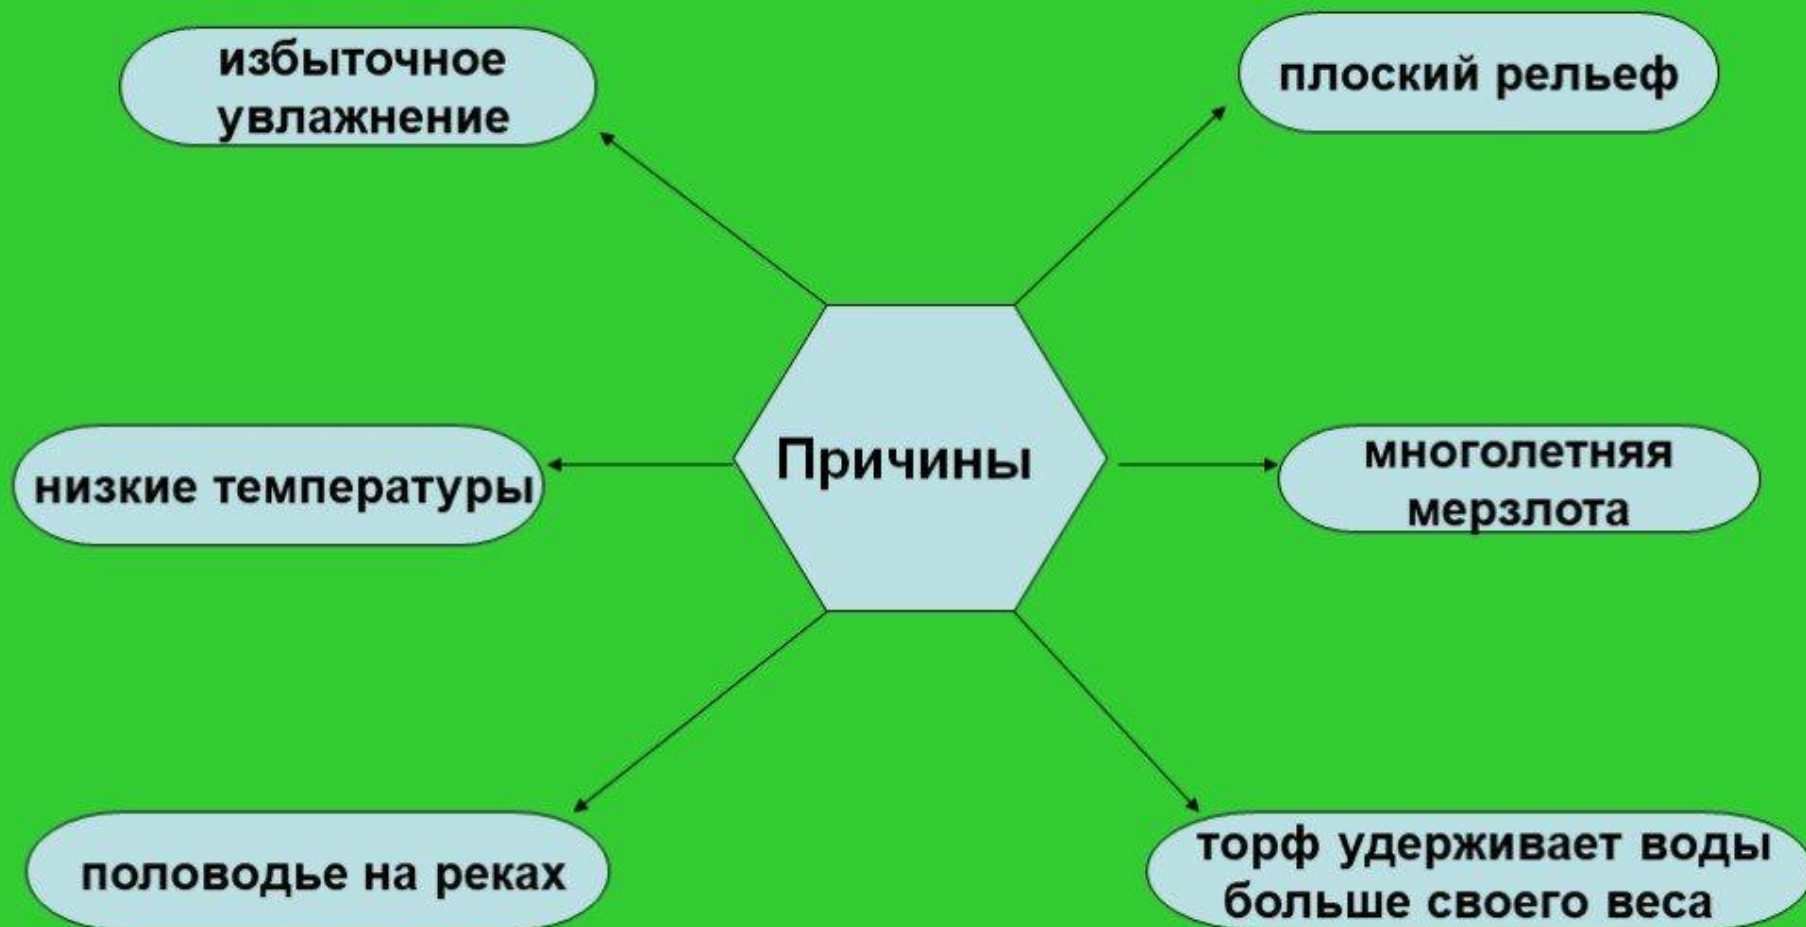 избыточное
увлажнение
плоский рельеф
Причины
низкие температуры
многолетняя
мерзлота
половодье на реках
торф удерживает воды
больше своего веса